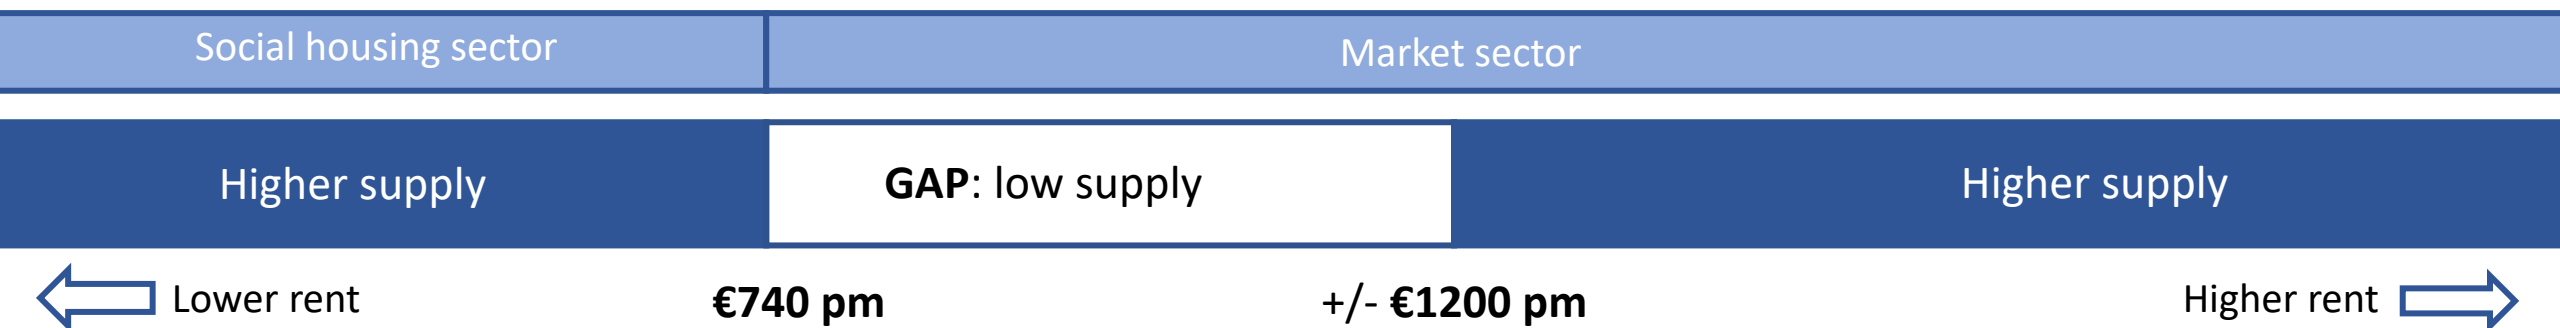 Social housing sector
Market sector
Higher supply
GAP: low supply
Higher supply
Lower rent
€740 pm
+/- €1200 pm
Higher rent